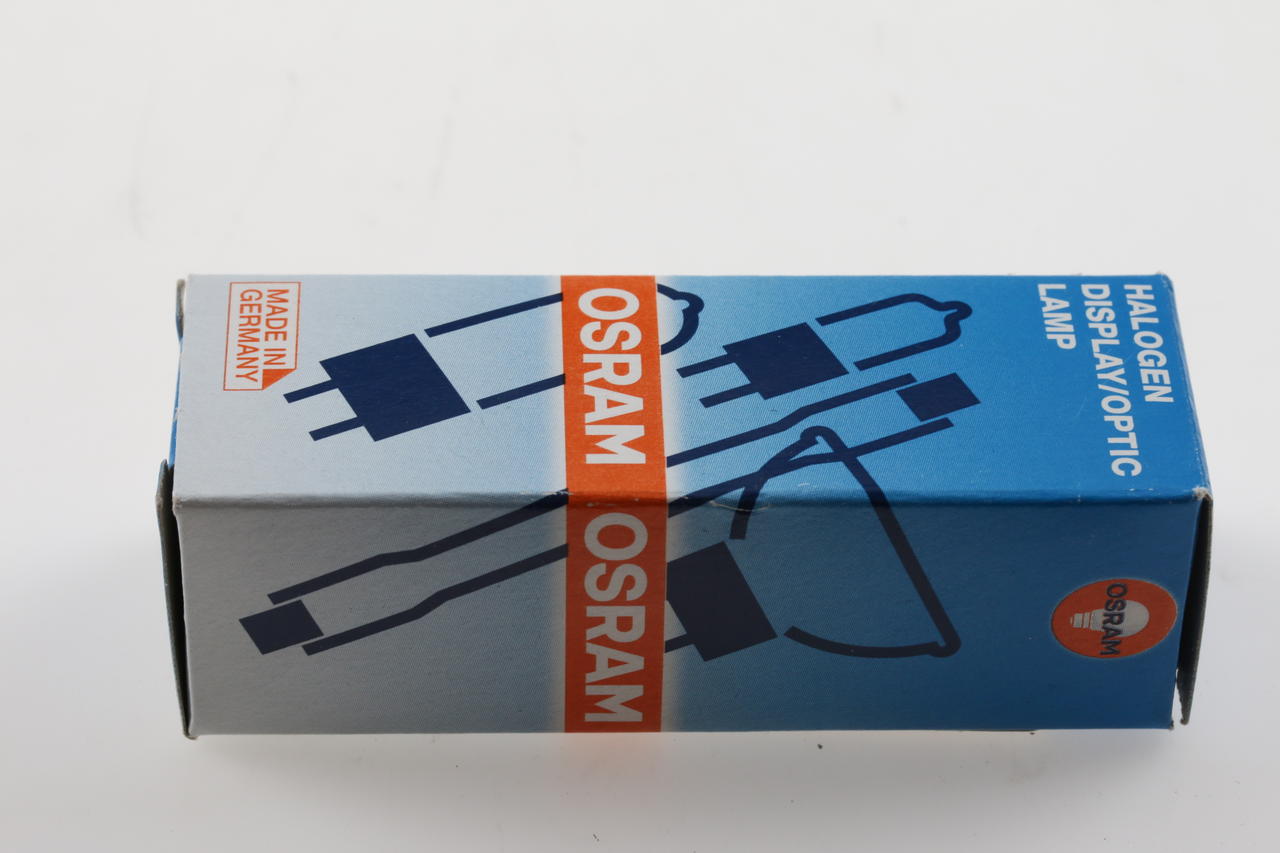 MADE IN
GERMANY
OSRAM
HALOGEN
DISPLAY/OPTIC
LAMP
OSRAM
OSRAM